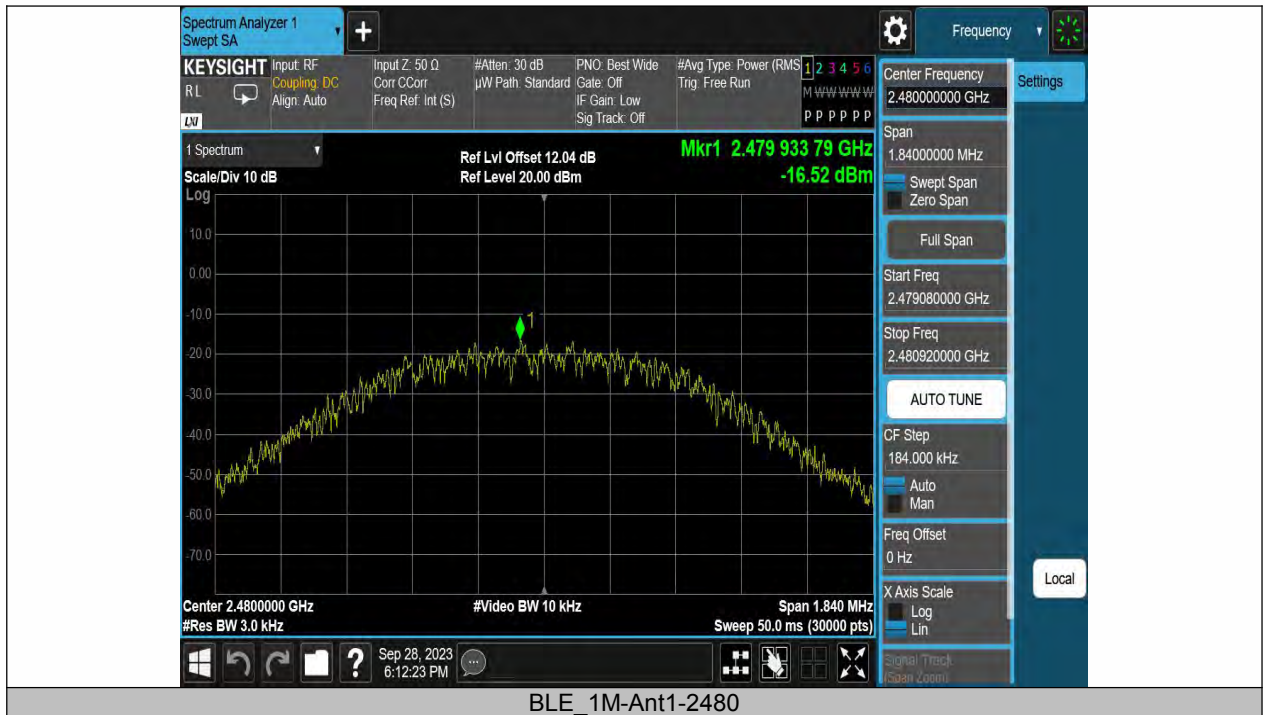 Spectrum Analyzer 1
Swept SA
+
Frequency
KEYSIGHT
RL
LXI
Input: RF
Coupling: DC
Align: Auto
Input Z: 50 Ω
Corr CCorr
Freq Ref: Int (S)
#Atten: 30 dB
µW Path: Standard
PNO: Best Wide
Gate: Off
IF Gain: Low
Sig Track: Off
#Avg Type: Power (RMS
Trig: Free Run
1 2 3 4 5 6
M W W W W W
P P P P P P
Center Frequency
2.480000000 GHz
Settings
Span
1.84000000 MHz
Swept Span
Zero Span
Full Span
Start Freq
2.479080000 GHz
Stop Freq
2.480920000 GHz
AUTO TUNE
CF Step
184.000 kHz
Auto
Man
Freq Offset
0 Hz
Local
X Axis Scale
Log
Lin
Signal Track
(Span Zoom)
1 Spectrum
Scale/Div 10 dB
Log
Ref Lvl Offset 12.04 dB
Ref Level 20.00 dBm
Mkr1 2.479 933 79 GHz
-16.52 dBm
10.0
0.00
-10.0
-20.0
-30.0
-40.0
-50.0
-60.0
-70.0
1
Center 2.4800000 GHz
#Res BW 3.0 kHz
#Video BW 10 kHz
Span 1.840 MHz
Sweep 50.0 ms (30000 pts)
?
Sep 28, 2023
6:12:23 PM
BLE_1M-Ant1-2480